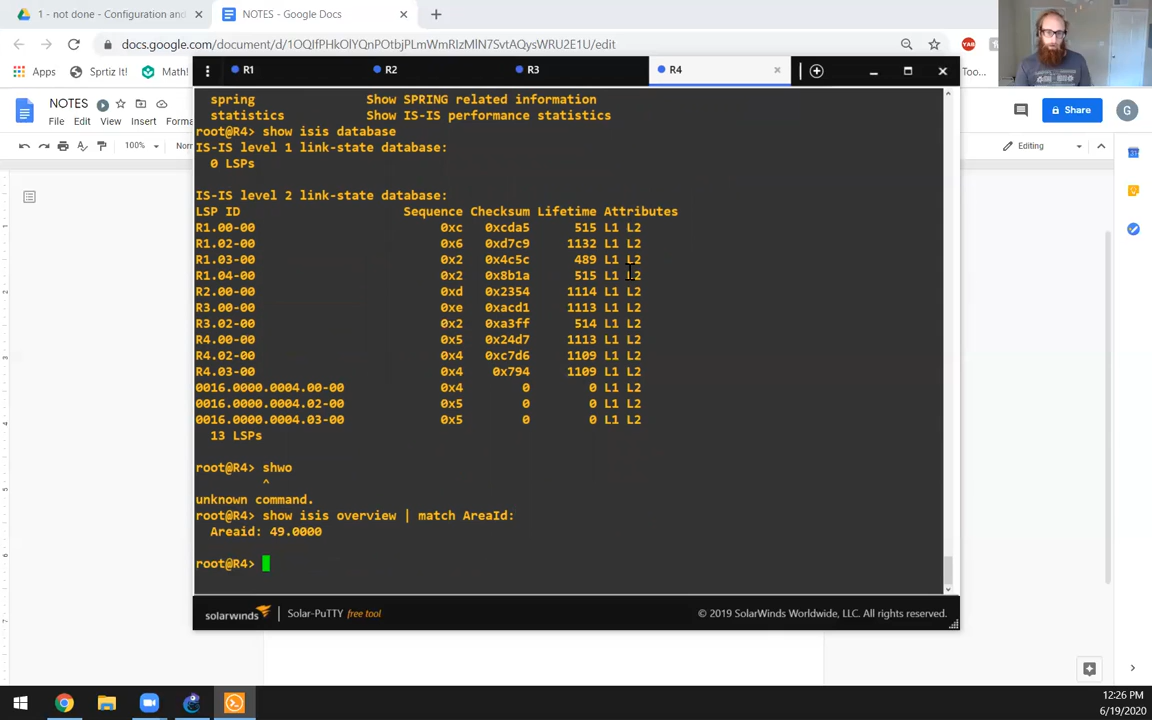 1 - not done - Configuration and
NOTES - Google Docs
docs.google.com/document/d/1OQIfPHkOlYQnPOtbjPLmWmRIzMlN7SvtAQysWRU2E1U/edit
YAB
Apps
Sprtiz It!
Math!
Too...
R1
R2
R3
R4
NOTES
Share
G
File Edit View Insert Forma
100%
Nor
Editing
spring Show SPRING related information
statistics Show IS-IS performance statistics
root@R4> show isis database
IS-IS level 1 link-state database:
0 LSPs
IS-IS level 2 link-state database:
LSP ID Sequence Checksum Lifetime Attributes
R1.00-00 0xc 0xcda5 515 L1 L2
R1.02-00 0x6 0xd7c9 1132 L1 L2
R1.03-00 0x2 0x4c5c 489 L1 L2
R1.04-00 0x2 0x8b1a 515 L1 L2
R2.00-00 0xd 0x2354 1114 L1 L2
R3.00-00 0xe 0xacd1 1113 L1 L2
R3.02-00 0x2 0xa3ff 514 L1 L2
R4.00-00 0x5 0x24d7 1113 L1 L2
R4.02-00 0x4 0xc7d6 1109 L1 L2
R4.03-00 0x4 0x794 1109 L1 L2
0016.0000.0004.00-00 0x4 0 0 L1 L2
0016.0000.0004.02-00 0x5 0 0 L1 L2
0016.0000.0004.03-00 0x5 0 0 L1 L2
13 LSPs
root@R4> shwo
^
unknown command.
root@R4> show isis overview | match AreaId:
Areaid: 49.0000
root@R4>
solarwinds
Solar-PuTTY free tool
© 2019 SolarWinds Worldwide, LLC. All rights reserved.
12:26 PM
6/19/2020